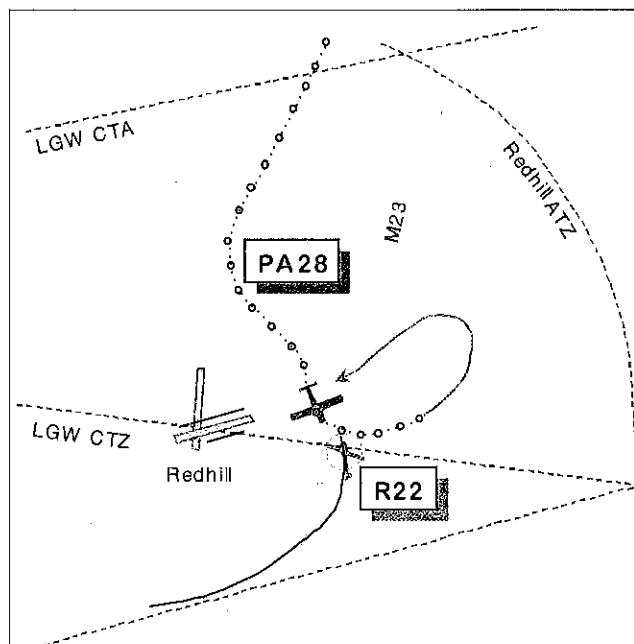 LGW CTA
Redhill ATZ
M23
PA28
LGW CTZ
Redhill
R22